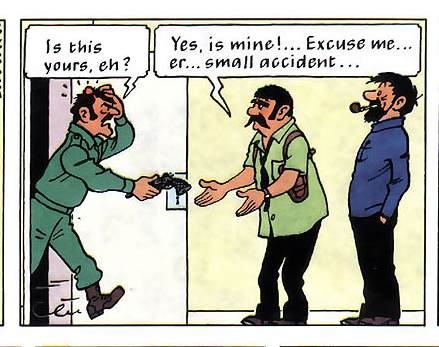 Is this
yours, eh?
Yes, is mine!... Excuse me...
er... small accident...